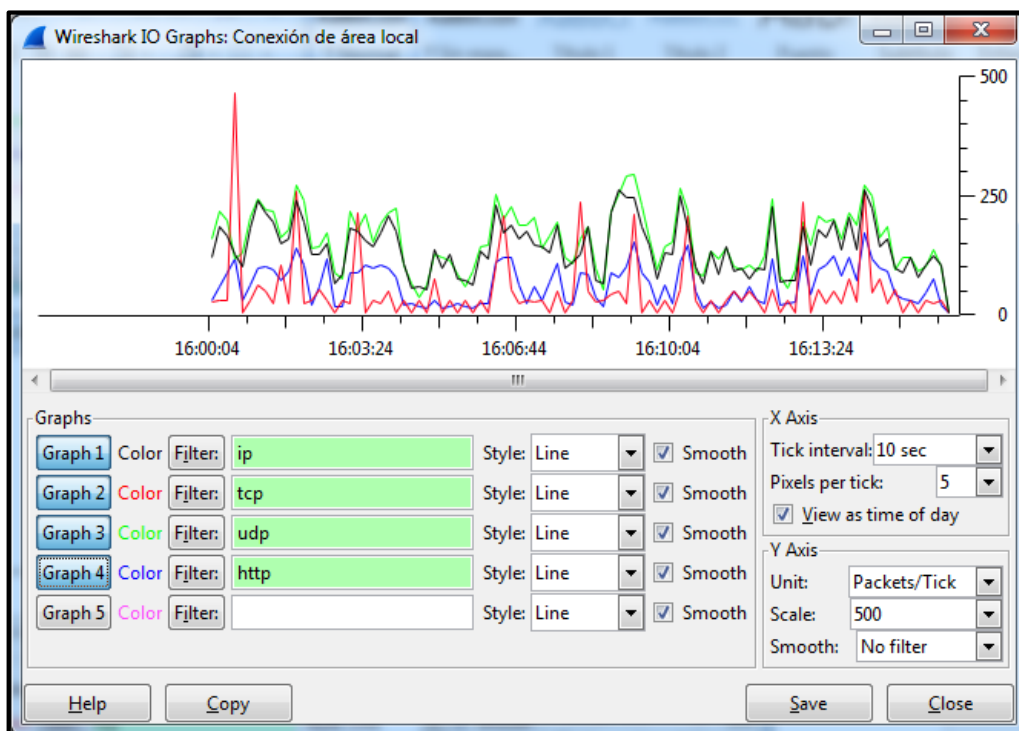 Wireshark IO Graphs: Conexión de área local
500
250
0
16:00:04 16:03:24 16:06:44 16:10:04 16:13:24
Graphs
Graph 1 Color Filter: ip Style: Line Smooth
Graph 2 Color Filter: tcp Style: Line Smooth
Graph 3 Color Filter: udp Style: Line Smooth
Graph 4 Color Filter: http Style: Line Smooth
Graph 5 Color Filter: Style: Line Smooth
X Axis
Tick interval: 10 sec
Pixels per tick: 5
View as time of day
Y Axis
Unit: Packets/Tick
Scale: 500
Smooth: No filter
Help Copy Save Close